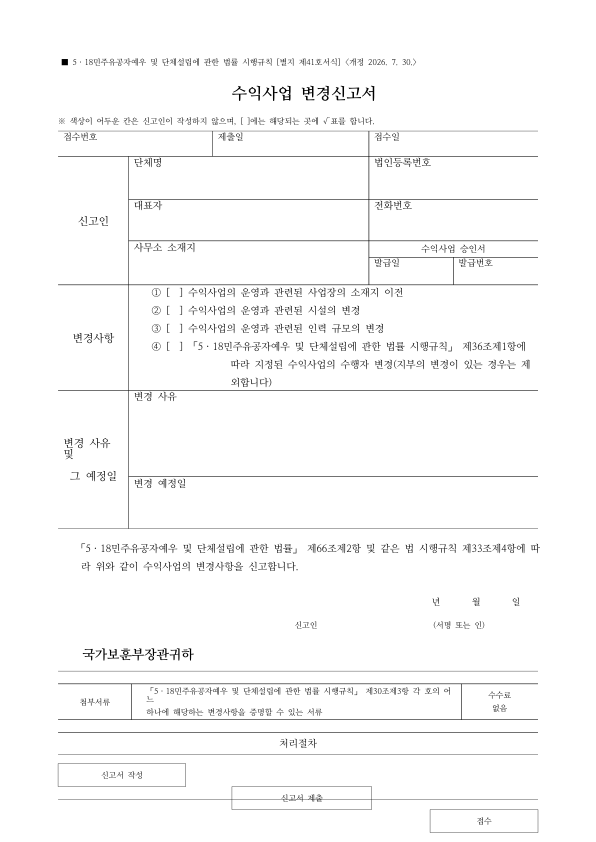 ■ 5ㆍ18민주유공자예우 및 단체설립에 관한 법률 시행규칙 [별지 제41호서식] <개정 2026. 7. 30.>
수익사업 변경신고서
※ 색상이 어두운 칸은 신고인이 작성하지 않으며, [ ]에는 해당되는 곳에 √표를 합니다.
접수번호 제출일 접수일
신고인
단체명 법인등록번호
대표자 전화번호
사무소 소재지 수익사업 승인서
발급일 발급번호
변경사항
① [ ] 수익사업의 운영과 관련된 사업장의 소재지 이전
② [ ] 수익사업의 운영과 관련된 시설의 변경
③ [ ] 수익사업의 운영과 관련된 인력 규모의 변경
④ [ ] 「5ㆍ18민주유공자예우 및 단체설립에 관한 법률 시행규칙」 제36조제1항에
따라 지정된 수익사업의 수행자 변경(지부의 변경이 있는 경우는 제
외합니다)
변경 사유
및
그 예정일
변경 사유
변경 예정일
「5ㆍ18민주유공자예우 및 단체설립에 관한 법률」 제66조제2항 및 같은 법 시행규칙 제33조제4항에 따
라 위와 같이 수익사업의 변경사항을 신고합니다.
년 월 일
신고인 (서명 또는 인)
국가보훈부장관귀하
첨부서류
「5ㆍ18민주유공자예우 및 단체설립에 관한 법률 시행규칙」 제30조제3항 각 호의 어
느
하나에 해당하는 변경사항을 증명할 수 있는 서류
수수료
없음
처리절차
신고서 작성
신고서 제출
접수